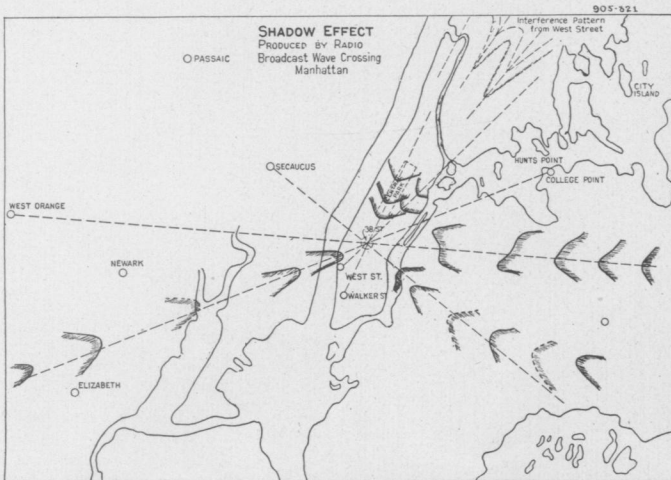 905-821
SHADOW EFFECT
PRODUCED BY RADIO
Broadcast Wave Crossing
Manhattan
Interference Pattern
from West Street
PASSAIC
CITY
ISLAND
SECAUCUS
HUNTS POINT
COLLEGE POINT
WEST ORANGE
38 ST
NEWARK
WEST ST.
WALKER ST
ELIZABETH